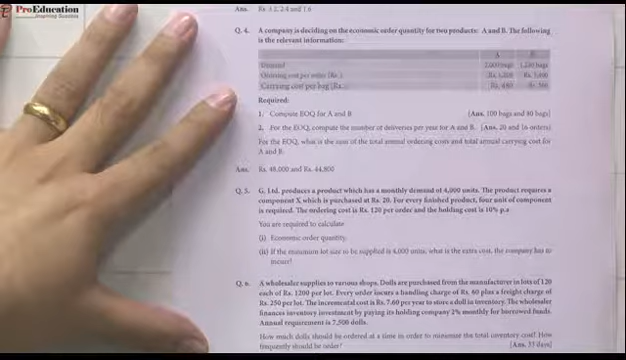 ProEducation
Inspiring Success
Ans. Rs. 3.2, 2.4 and 1.6
Q. 4. A company is deciding on the economic order quantity for two products: A and B. The following
is the relevant information:
A B
Demand 2,000 bags 1,280 bags
Ordering cost per order (Rs.) Rs. 1,200
Carrying cost per bag (Rs.) Rs. 480 Rs. 560
Required:
1. Compute EOQ for A and B [Ans. 100 bags and 80 bags]
2. For the EOQ, compute the number of deliveries per year for A and B. [Ans. 20 and 16 orders]
For the EOQ, what is the sum of the total annual ordering costs and total annual carrying cost for
A and B.
Ans. Rs. 48,000 and Rs. 44,800
Q. 5. G. Ltd. produces a product which has a monthly demand of 4,000 units. The product requires a
component X which is purchased at Rs. 20. For every finished product, four unit of component
is required. The ordering cost is Rs. 120 per order and the holding cost is 10% p.a
You are required to calculate
(i) Economic order quantity.
(ii) If the minimum lot size to be supplied is 4,000 units, what is the extra cost, the company has to
incurs?
Q. 6. A wholesaler supplies to various shops. Dolls are purchased from the manufacturer in lots of 120
each of Rs. 1200 per lot. Every order incurs a handling charge of Rs. 60 plus a freight charge of
Rs. 250 per lot. The incremental cost is Rs. 7.60 per year to store a doll in inventory. The wholesaler
finances inventory investment by paying its holding company 2% monthly for borrowed funds.
Annual requirement is 7,500 dolls.
How much dolls should be ordered at a time in order to minimize the total inventory cost? How
frequently should be order? [Ans. 33 days]